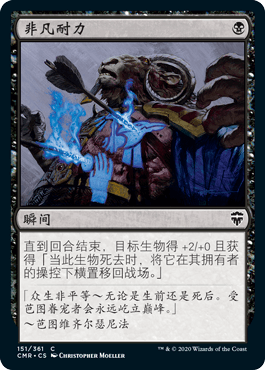 非凡耐力
瞬间
直到回合结束，目标生物得+2/+0且获
得「当此生物死去时，将它在其拥有者
的操控下横置移回战场。」
「众生非平等～无论是生前还是死后。受
芭图眷宠者会永远屹立巅峰。」
～芭图维齐尔瑟尼法
151/361 C
CMR • CS CHRISTOPHER MOELLER
™ & © 2020 Wizards of the Coast